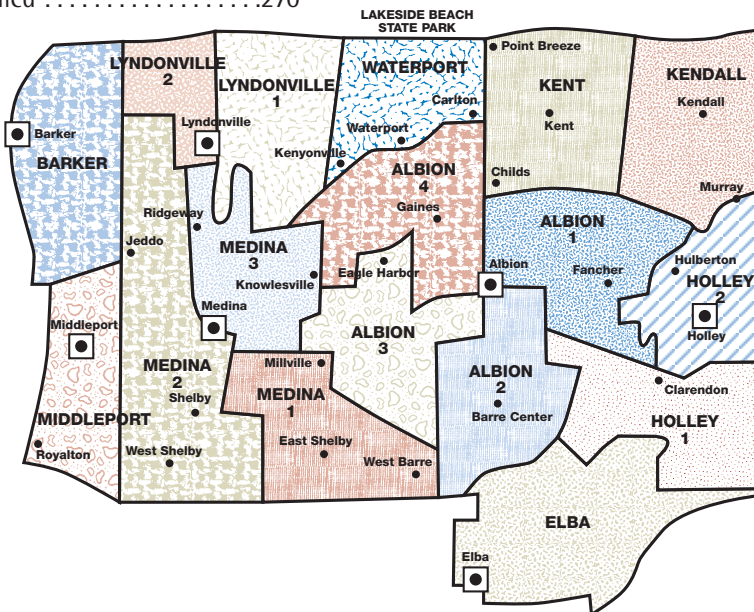 270
LAKESIDE BEACH
STATE PARK
Point Breeze
LYNDONVILLE
2
WATERPORT
KENDALL
LYNDONVILLE
1
KENT
Carlton
Kendall
Kent
Barker
Lyndonville
Waterport
BARKER
Kenyonville
ALBION
4
Childs
Murray
Gaines
Ridgeway
ALBION
1
Jeddo
MEDINA
3
Eagle Harbor
Albion
Hulberton
Knowlesville
Fancher
HOLLEY
2
Medina
Middleport
ALBION
3
Holley
MEDINA
2
Millville
ALBION
2
Clarendon
MEDINA
1
Shelby
Barre Center
MIDDLEPORT
HOLLEY
1
Royalton
West Shelby
East Shelby
West Barre
ELBA
Elba